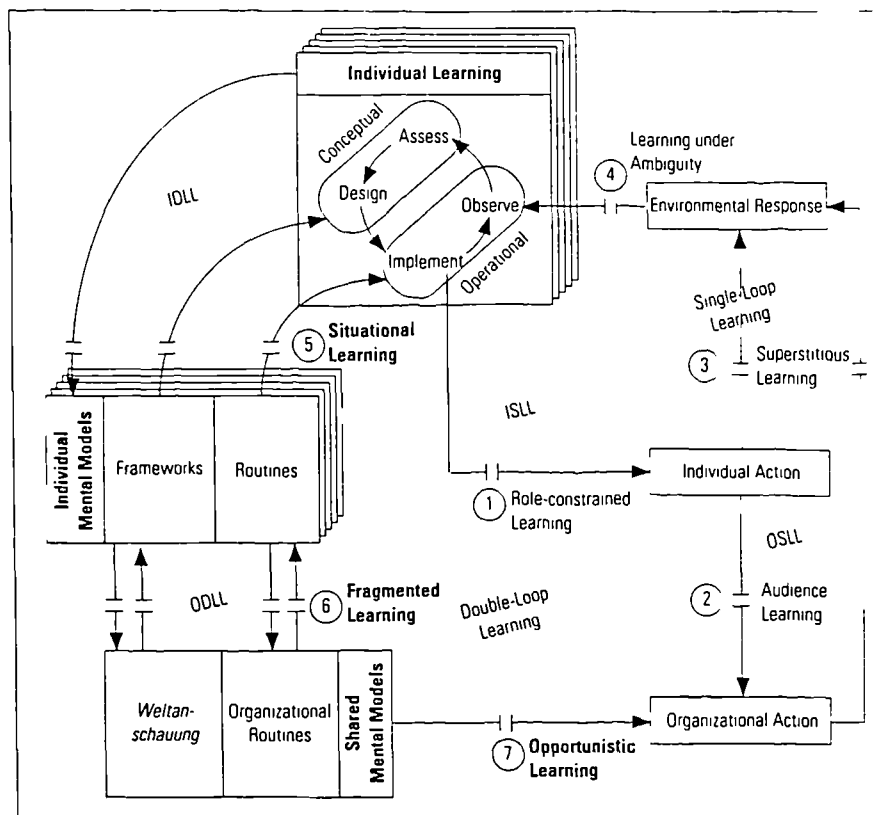 Individual Learning
Conceptual
Assess
Design
Observe
Implement
Operational
IDLL
4
Learning under
Ambiguity
Environmental Response
Single-Loop
Learning
3
Superstitious
Learning
5
Situational
Learning
Individual
Mental Models
Frameworks
Routines
ISLL
1
Role-constrained
Learning
Individual Action
OSLL
2
Audience
Learning
ODLL
6
Fragmented
Learning
Double-Loop
Learning
Weltan-
schauung
Organizational
Routines
Shared
Mental Models
7
Opportunistic
Learning
Organizational Action